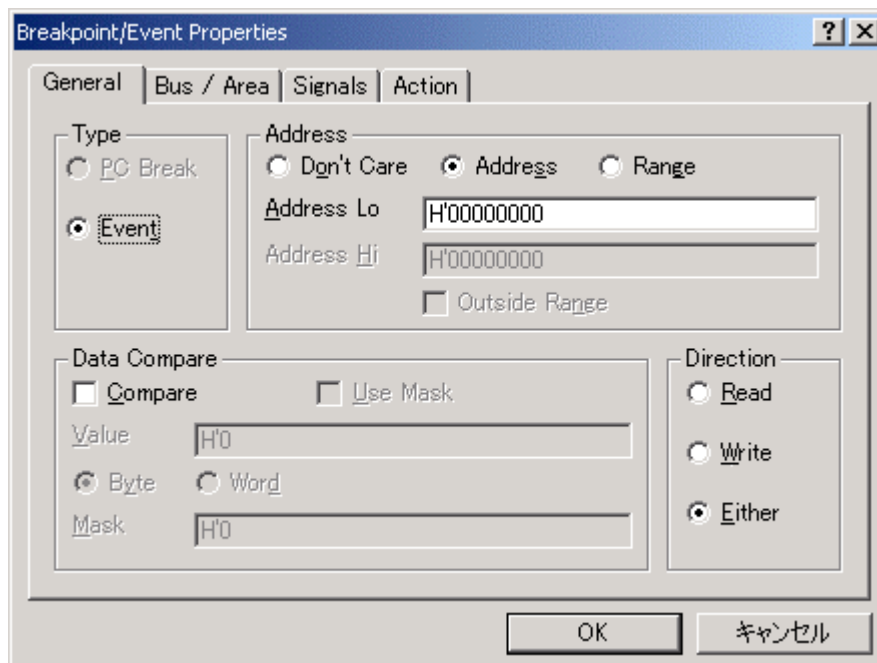 Breakpoint/Event Properties
General Bus / Area Signals Action
Type
PC Break
Event
Address
Don't Care Address Range
Address Lo H'00000000
Address Hi H'00000000
Outside Range
Data Compare
Compare Use Mask
Value H'0
Byte Word
Mask H'0
Direction
Read
Write
Either
OK キャンセル